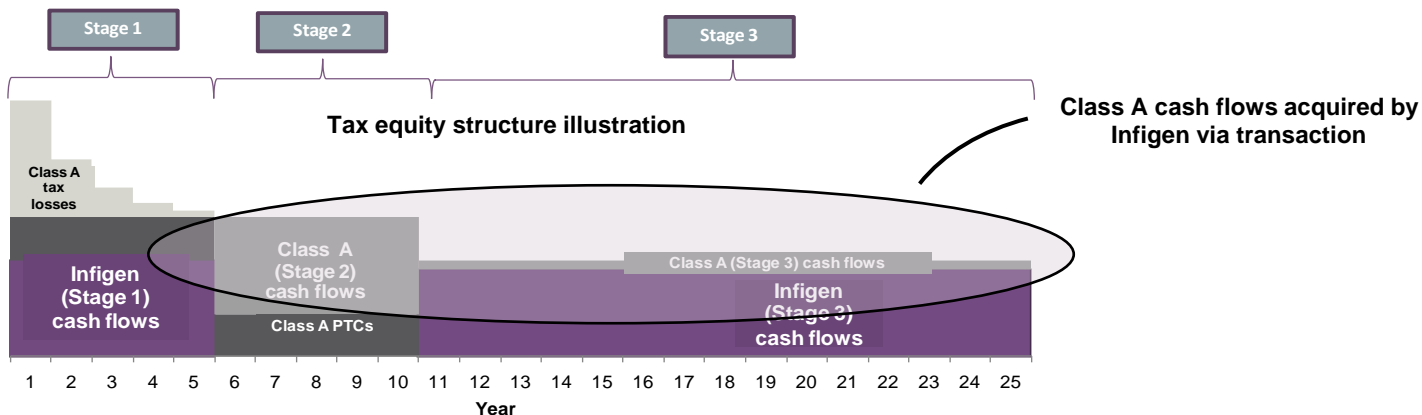 Stage 1
Stage 2
Stage 3
Tax equity structure illustration
Class A cash flows acquired by
Infigen via transaction
Class A
tax
losses
Class A
(Stage 2)
cash flows
Class A (Stage 3) cash flows
Infigen
(Stage 1)
cash flows
Infigen
(Stage 3)
cash flows
Class A PTCs
1 2 3 4 5 6 7 8 9 10 11 12 13 14 15 16 17 18 19 20 21 22 23 24 25
Year